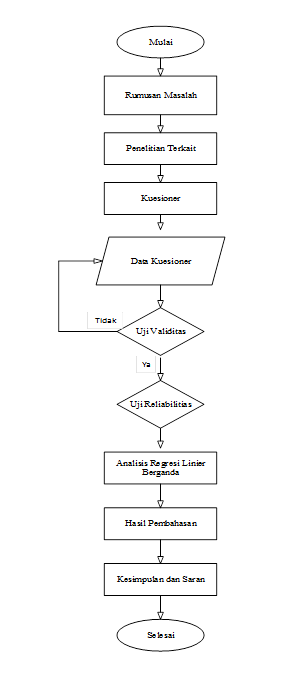 Mulai
Rumusan Masalah
Penelitian Terkait
Kuesioner
Data Kuesioner
Tidak
Uji Validitas
Ya
Uji Reliabilitias
Analisis Regresi Linier
Berganda
Hasil Pembahasan
Kesimpulan dan Saran
Selesai